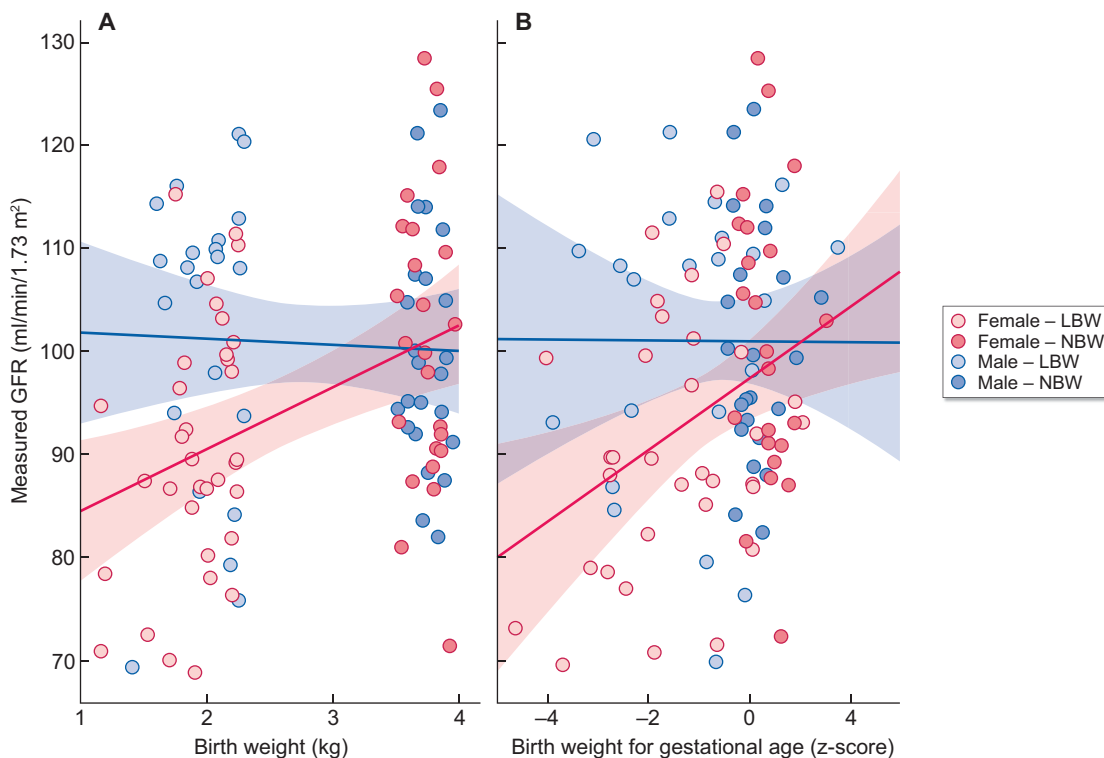 A
B
Measured GFR (ml/min/1.73 m²)
130
120
110
100
90
80
70
1
2
3
4
–4
–2
0
4
Birth weight (kg)
Birth weight for gestational age (z-score)
Female – LBW
Female – NBW
Male – LBW
Male – NBW